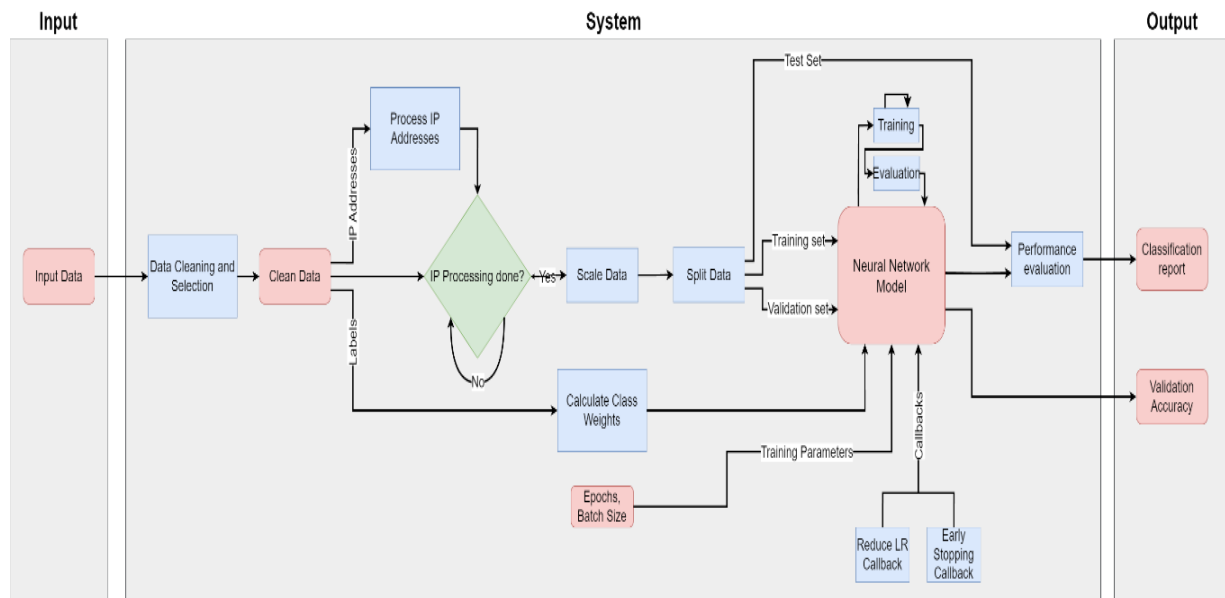 Input
System
Output
Test Set
Process IP
Addresses
Training
Evaluation
IP Addresses
Input Data
Data Cleaning and
Selection
Clean Data
IP Processing done?
Yes
Scale Data
Split Data
Training set
Validation set
Neural Network
Model
Performance
evaluation
Classification
report
Labels
No
Calculate Class
Weights
Validation
Accuracy
Callbacks
Training Parameters
Epochs,
Batch Size
Reduce LR
Callback
Early
Stopping
Callback